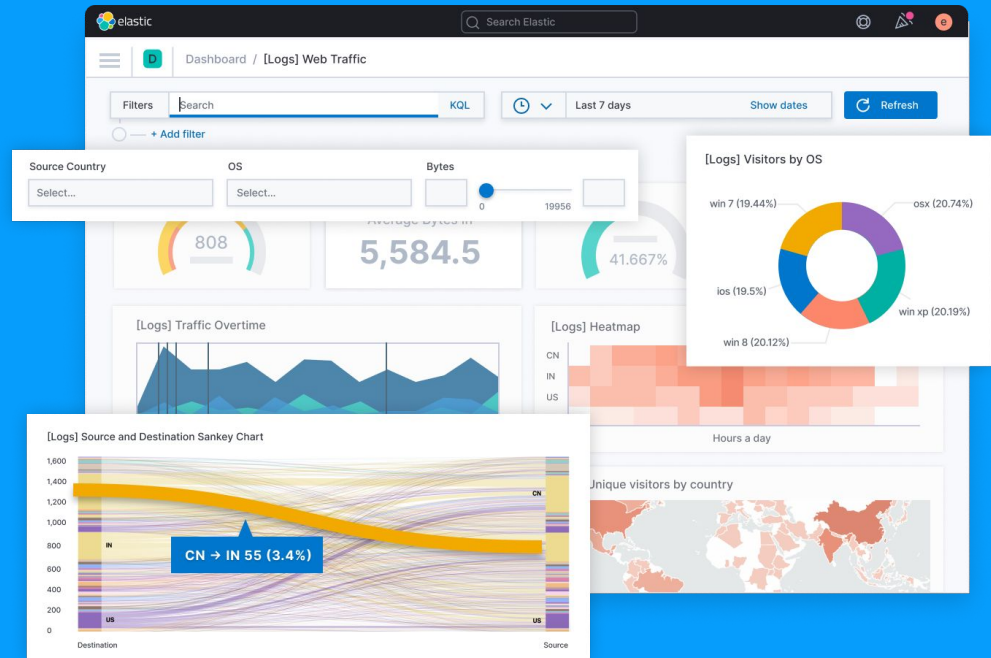 elastic
Search Elastic
e
D
Dashboard / [Logs] Web Traffic
Filters
Search
KQL
Last 7 days
Show dates
Refresh
+ Add filter
Source Country
OS
Bytes
Select...
Select...
0
19956
[Logs] Visitors by OS
win 7 (19.44%)
osx (20.74%)
ios (19.5%)
win xp (20.19%)
win 8 (20.12%)
808
Average Bytes In
5,584.5
41.667%
[Logs] Traffic Overtime
[Logs] Heatmap
CN
IN
US
Hours a day
[Logs] Source and Destination Sankey Chart
1,600
1,400
1,200
1,000
800
600
400
200
0
CN
IN
US
US
CN → IN 55 (3.4%)
Destination
Source
Unique visitors by country